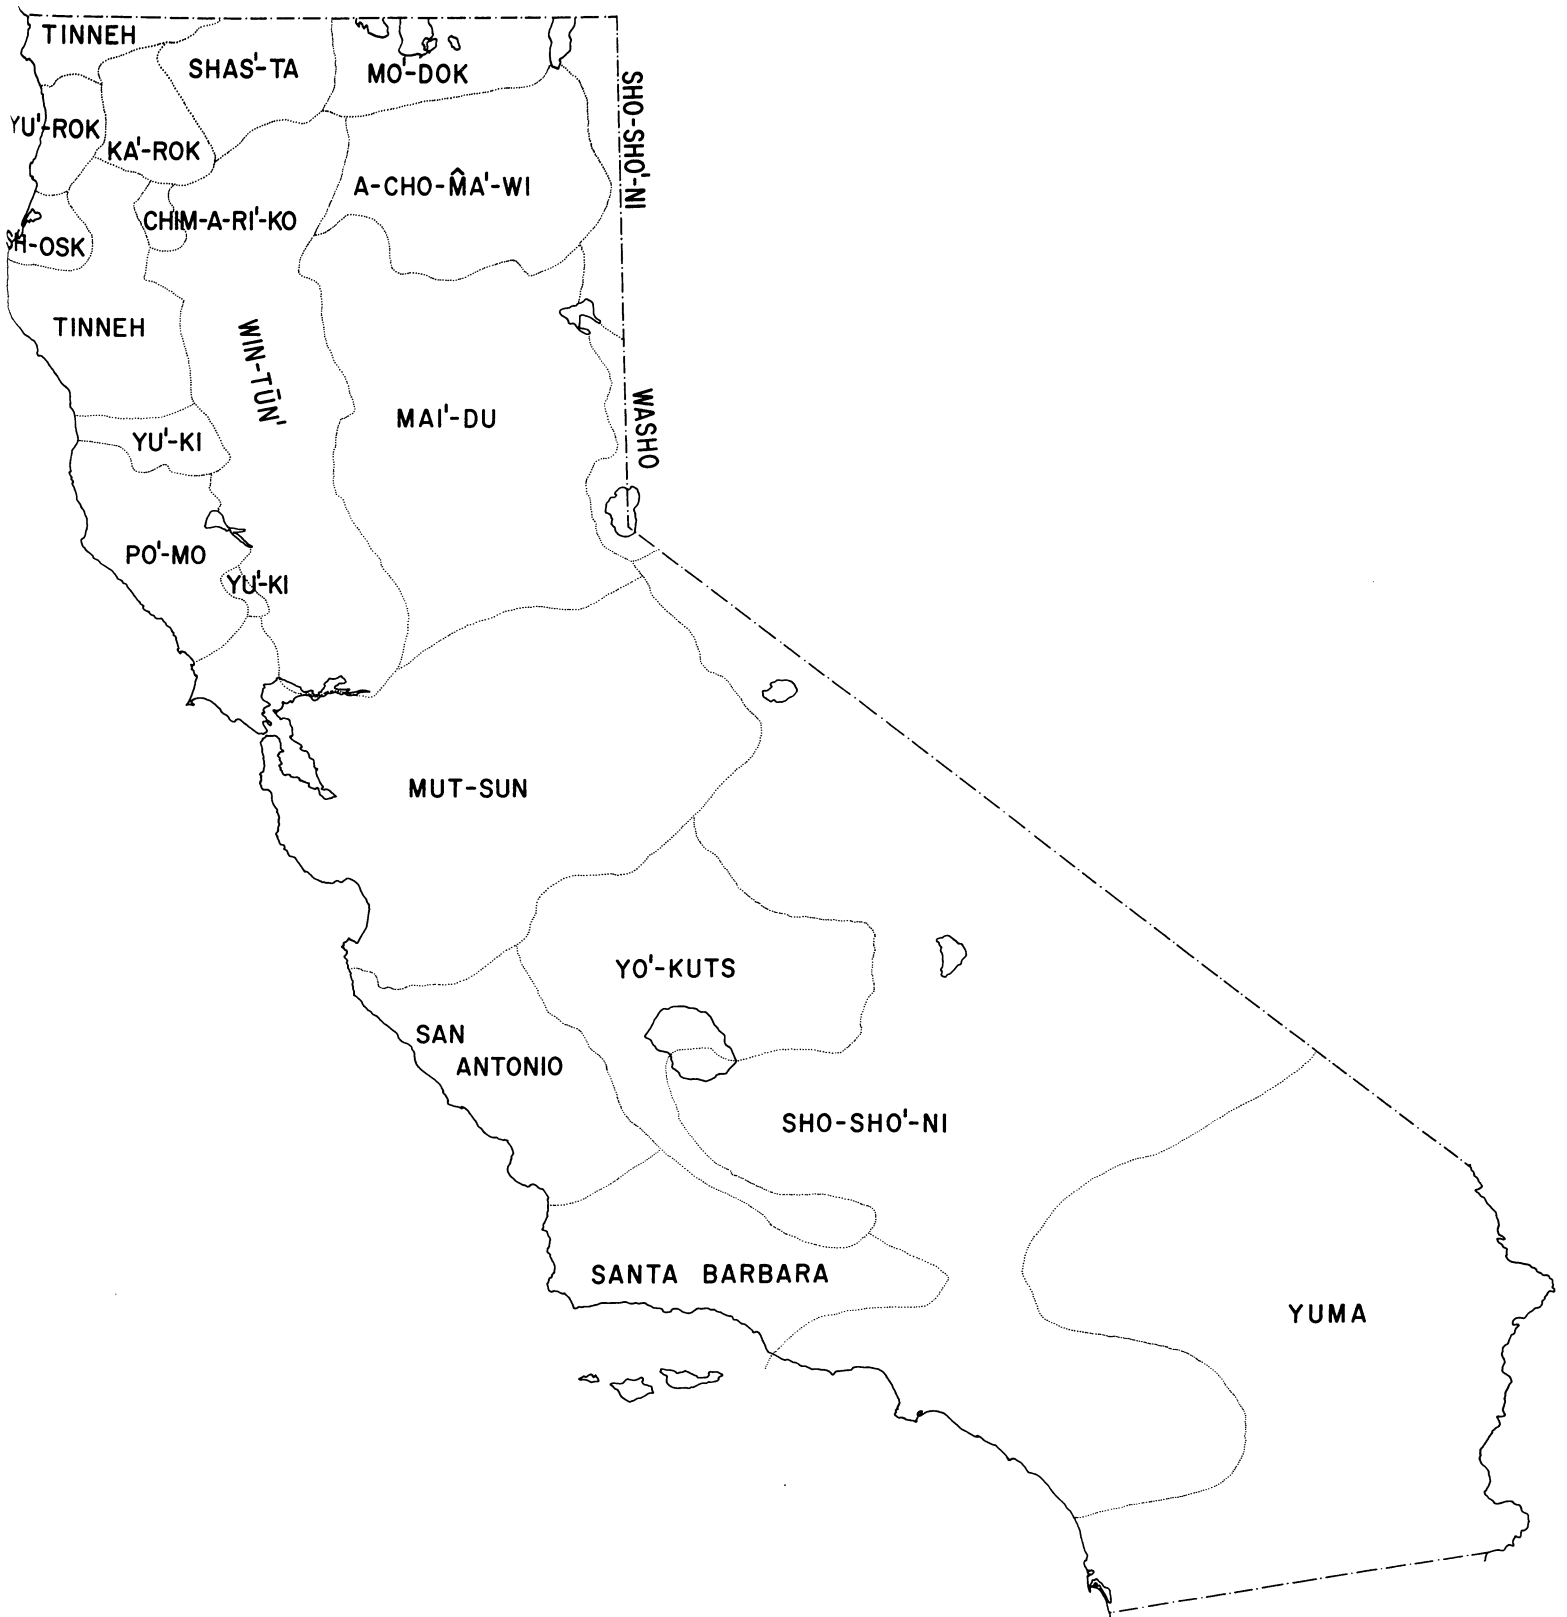 TINNEH
SHAS'-TA
MO'-DOK
SHO-SHO'-NI
YU'-ROK
KA'-ROK
A-CHO-M̂A'-WI
CHIM-A-RI'-KO
SH-OSK
TINNEH
WIN-TŪN'
MAI'-DU
WASHO
YU'-KI
PO'-MO
YU'-KI
MUT-SUN
YO'-KUTS
SAN
ANTONIO
SHO-SHO'-NI
SANTA BARBARA
YUMA